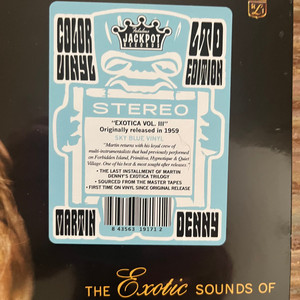 Fabulous
JACKPOT
RECORDS
COLOR
VINYL
LTD
EDITION
STEREO
"EXOTICA VOL. III"
Originally released in 1959
SKY BLUE VINYL
"Martin returns with his loyal crew of
multi-instrumentalists that had previously performed
on Forbidden Island, Primitiva, Hypnotique & Quiet
Village. One of his best & most sought after releases."
• THE LAST INSTALLMENT OF MARTIN
DENNY'S EXOTICA TRILOGY
• SOURCED FROM THE MASTER TAPES
• FIRST TIME ON VINYL SINCE ORIGINAL RELEASE
MARTIN
DENNY
8 43563 19171 2
THE Exotic SOUNDS OF